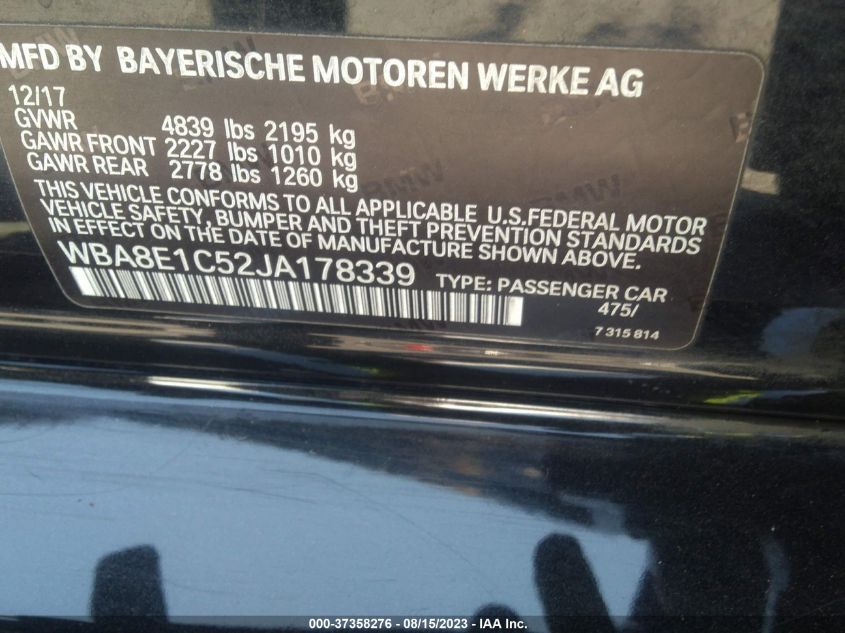 MFD BY BAYERISCHE MOTOREN WERKE AG
12/17
GVWR 4839 lbs 2195 kg
GAWR FRONT 2227 lbs 1010 kg
GAWR REAR 2778 lbs 1260 kg
THIS VEHICLE CONFORMS TO ALL APPLICABLE U.S.FEDERAL MOTOR
VEHICLE SAFETY, BUMPER AND THEFT PREVENTION STANDARDS
IN EFFECT ON THE DATE OF MANUFACTURE SHOWN ABOVE.
WBA8E1C52JA178339 TYPE: PASSENGER CAR
475/
7 315 814
000-37358276 - 08/15/2023 - IAA Inc.